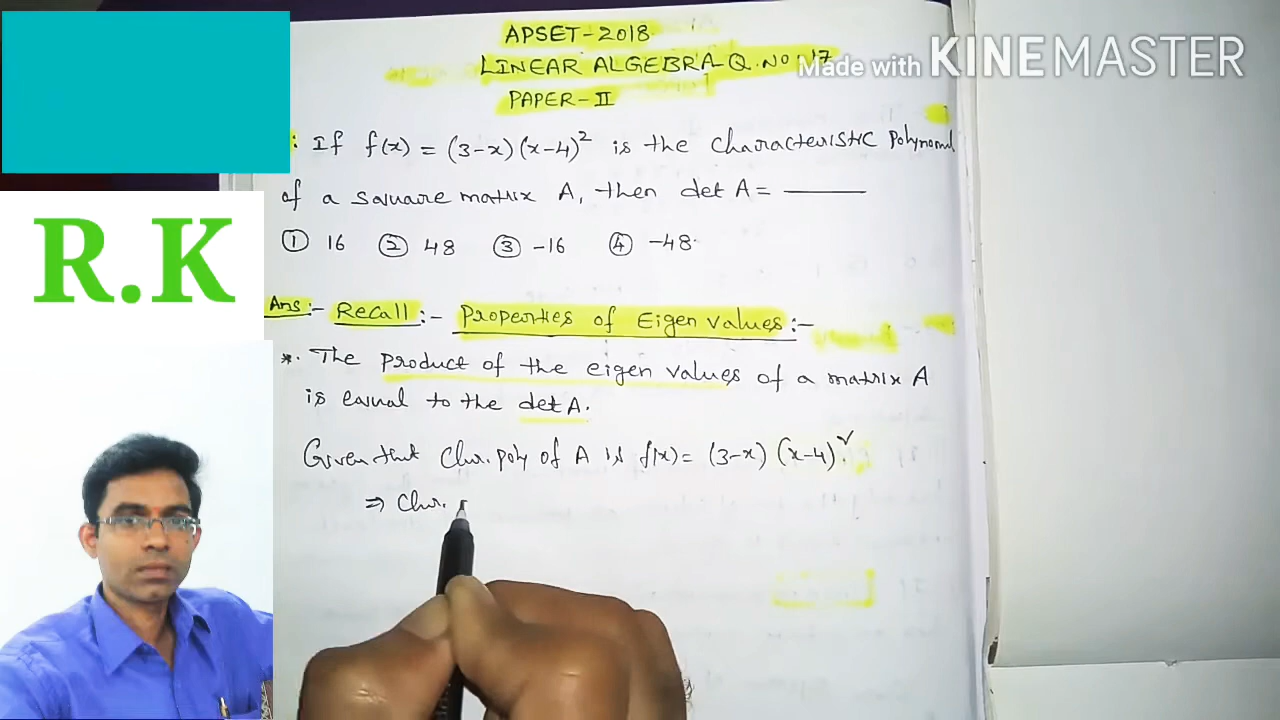 APSET-2018
LINEAR ALGEBRA Q.NO:17
Made with KINEMASTER
PAPER-II
: If f(x) = (3-x)(x-4)² is the characteristic Polynomial
of a square matrix A, then det A = ———
① 16 ② 48 ③ -16 ④ -48.
R.K
Ans:- Recall:- Properties of Eigen values:-
*. The product of the eigen values of a matrix A
is equal to the det A.
Given that Chr. poly of A is f(x) = (3-x) (x-4)².
⇒ Chr.